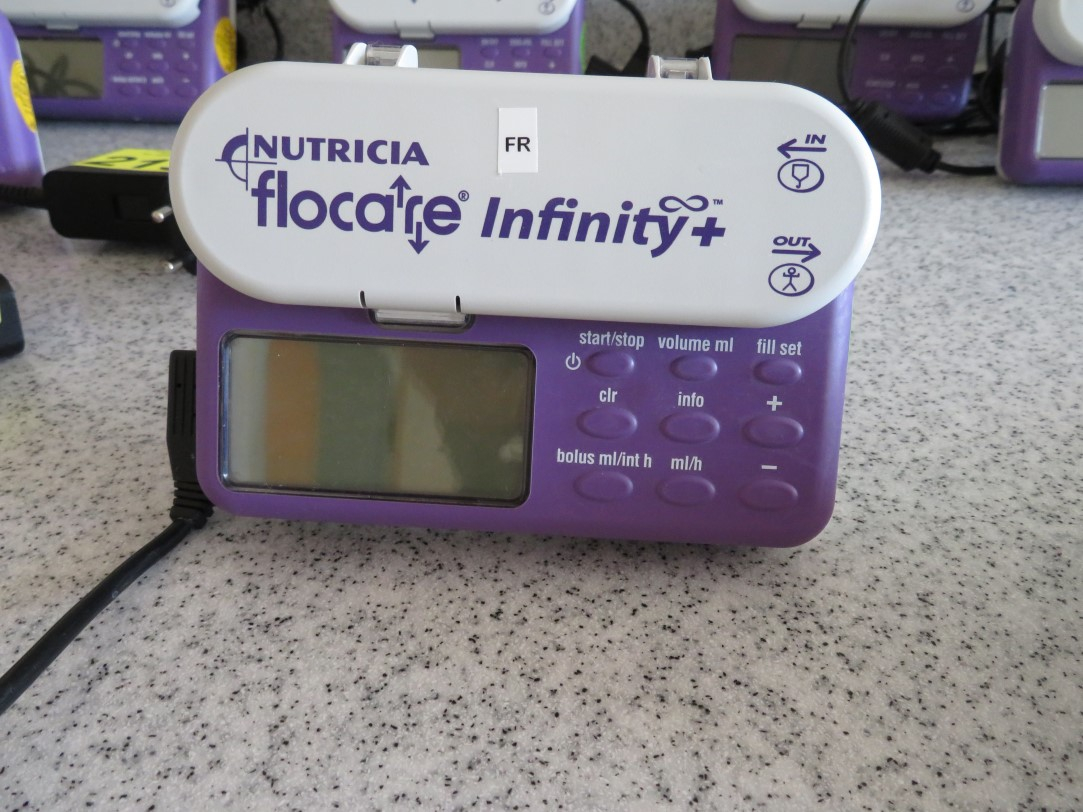 FR
NUTRICIA
flocare® Infinity+™
IN
OUT
start/stop volume ml fill set
clr info +
bolus ml/int h ml/h −